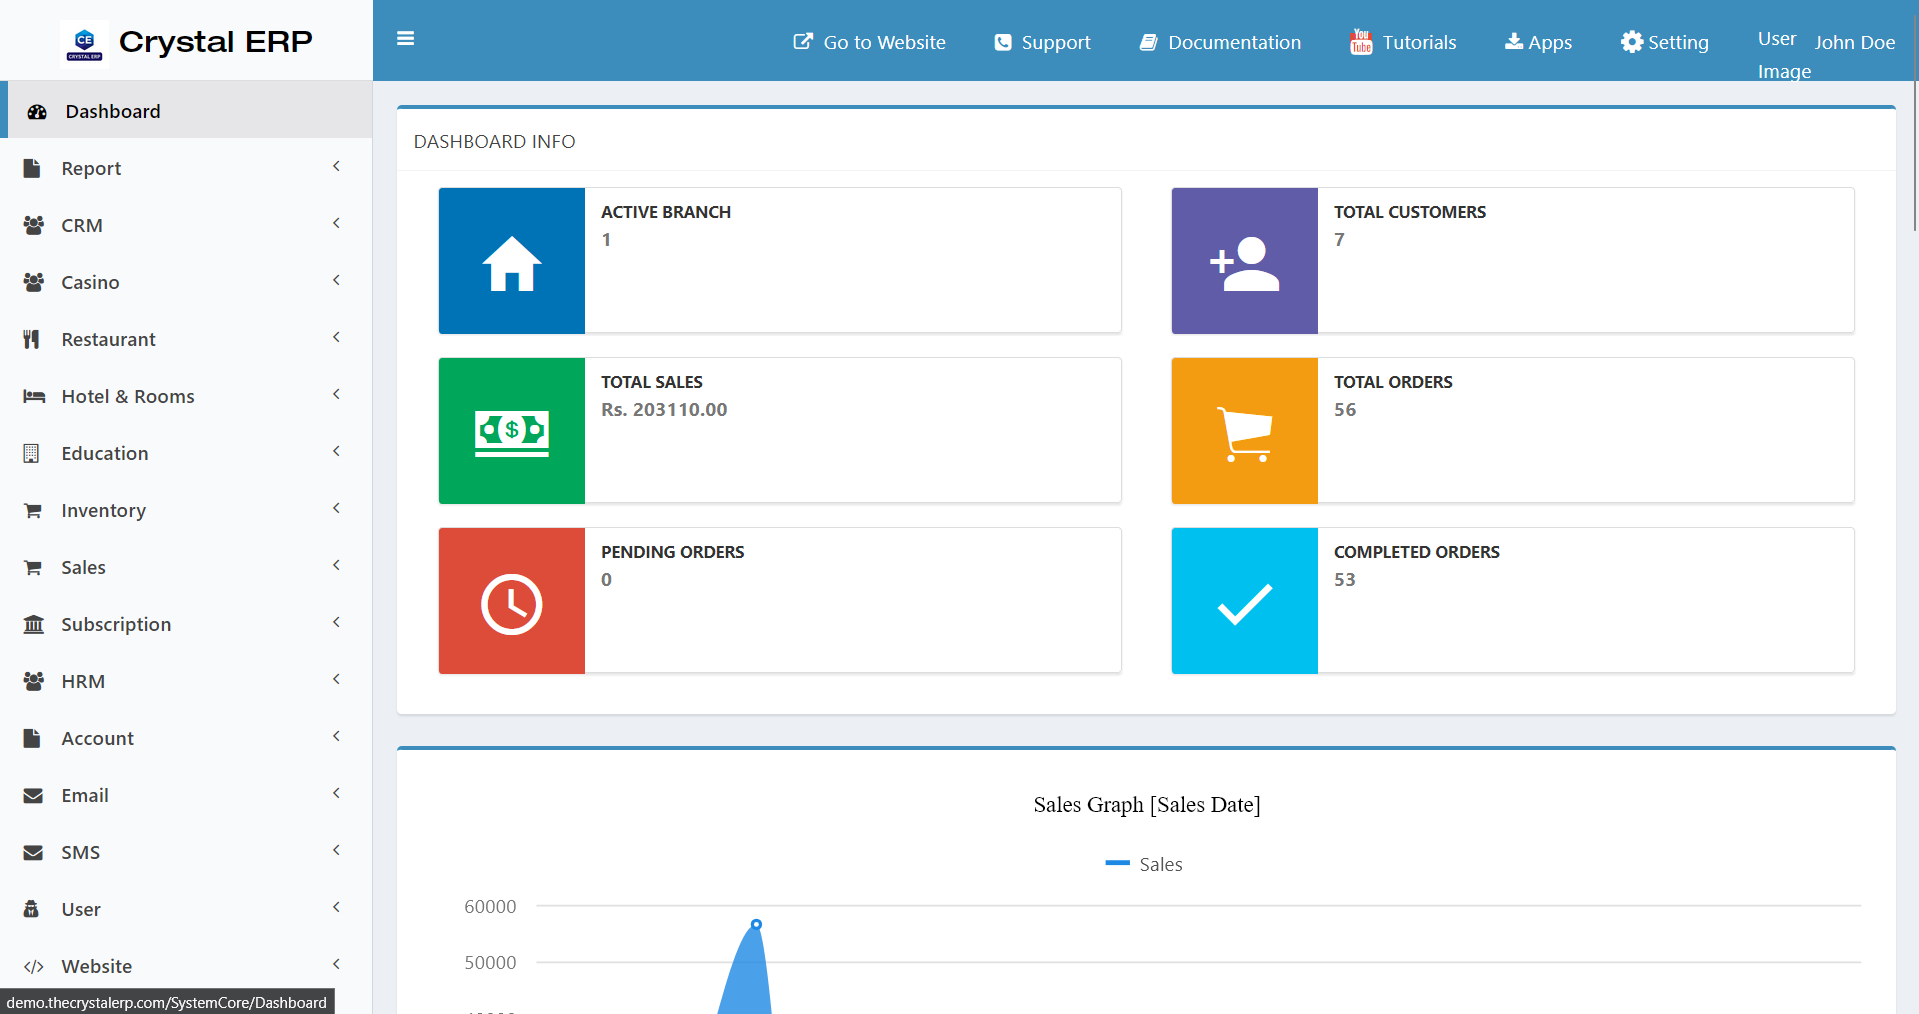 CE
CRYSTAL ERP
Crystal ERP
Go to Website
Support
Documentation
You
Tube
Tutorials
Apps
Setting
User
Image
John Doe
Dashboard
Report
CRM
Casino
Restaurant
Hotel & Rooms
Education
Inventory
Sales
Subscription
HRM
Account
Email
SMS
User
Website
demo.thecrystalerp.com/SystemCore/Dashboard
DASHBOARD INFO
ACTIVE BRANCH
1
TOTAL CUSTOMERS
7
TOTAL SALES
Rs. 203110.00
TOTAL ORDERS
56
PENDING ORDERS
0
COMPLETED ORDERS
53
Sales Graph [Sales Date]
Sales
60000
50000